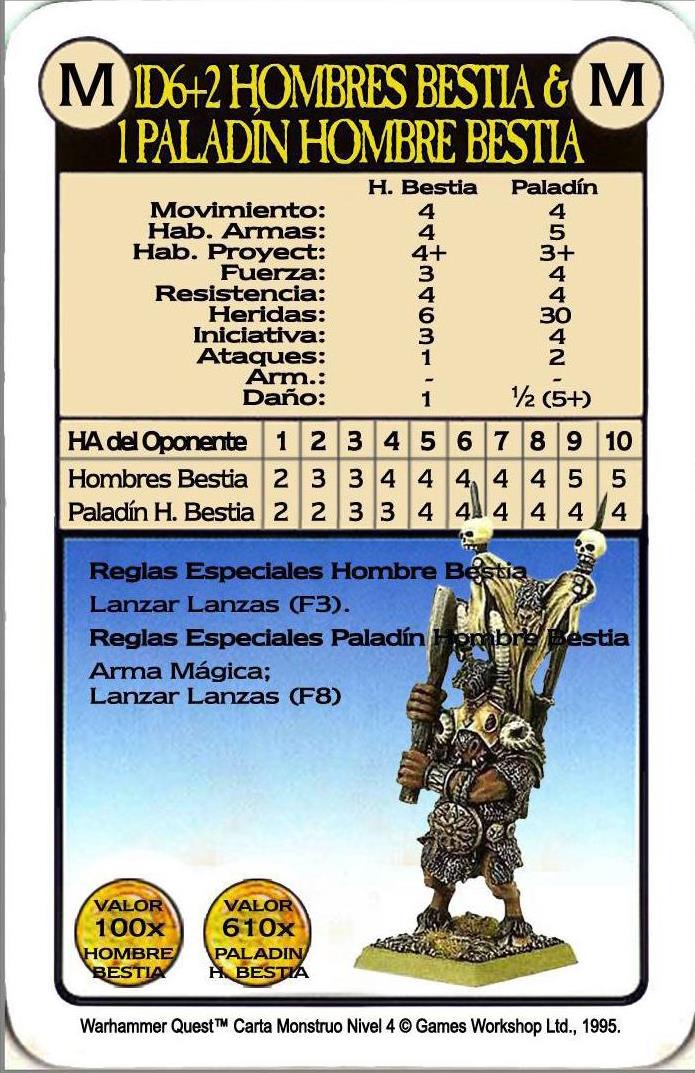 M 1D6+2 HOMBRES BESTIA & M
1 PALADÍN HOMBRE BESTIA
H. Bestia Paladín
Movimiento: 4 4
Hab. Armas: 4 5
Hab. Proyect: 4+ 3+
Fuerza: 3 4
Resistencia: 4 4
Heridas: 6 30
Iniciativa: 3 4
Ataques: 1 2
Arm.: - -
Daño: 1 ½ (5+)
HA del Oponente 1 2 3 4 5 6 7 8 9 10
Hombres Bestia 2 3 3 4 4 4 4 4 5 5
Paladín H. Bestia 2 2 3 3 4 4 4 4 4 4
Reglas Especiales Hombre Bestia
Lanzar Lanzas (F3).
Reglas Especiales Paladín Hombre Bestia
Arma Mágica;
Lanzar Lanzas (F8)
VALOR
100x
HOMBRE
BESTIA
VALOR
610x
PALADIN
H. BESTIA
Warhammer Quest™ Carta Monstruo Nivel 4 © Games Workshop Ltd., 1995.